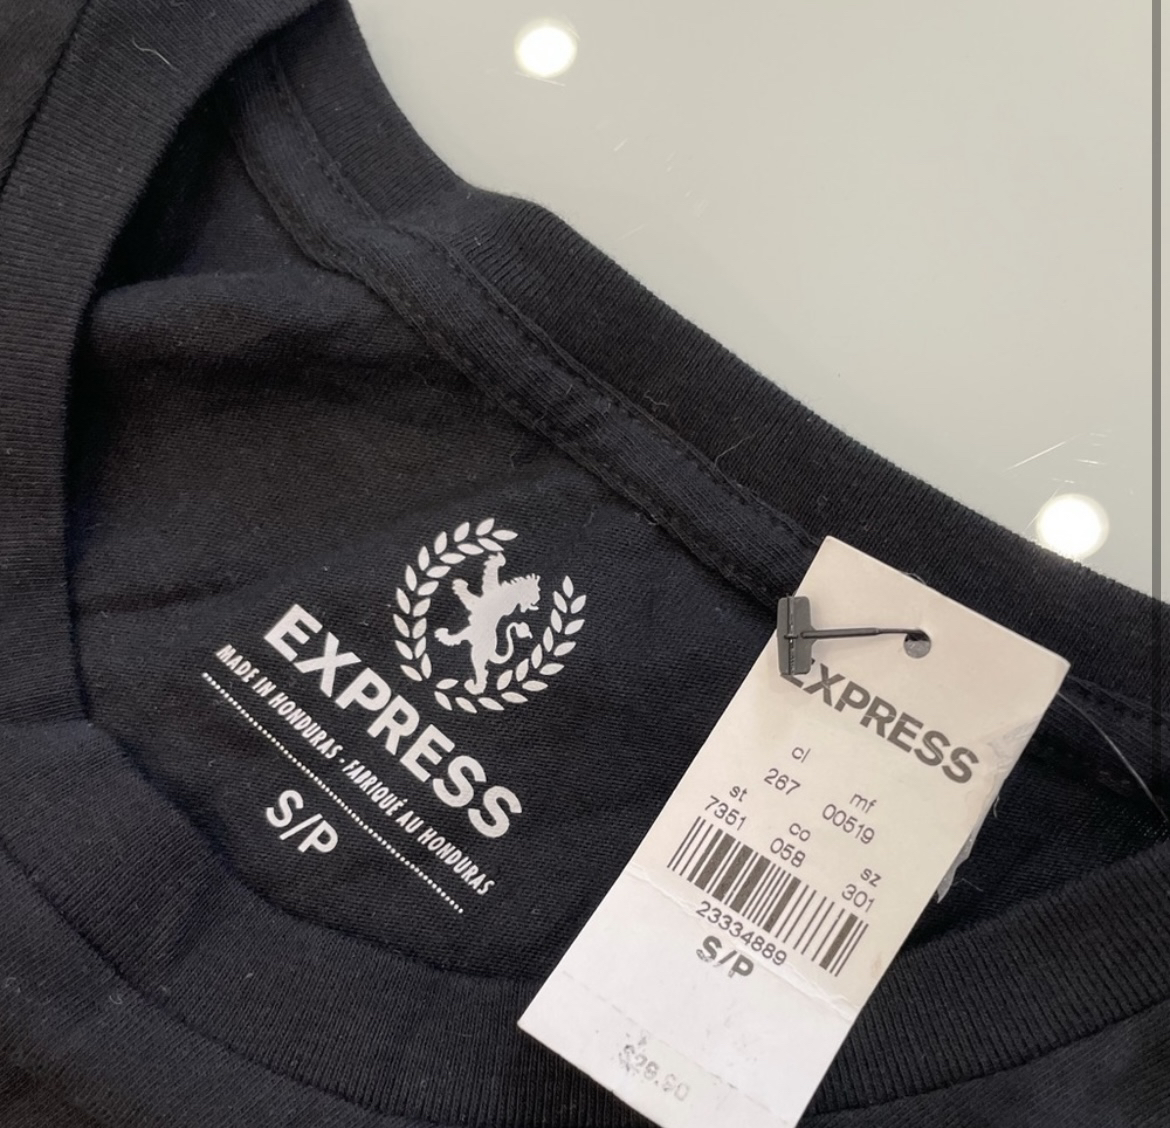 EXPRESS
MADE IN HONDURAS - FABRIQUÉ AU HONDURAS
S/P
EXPRESS
cl
267
mf
00519
st
7351
co
058
sz
301
23334889
S/P